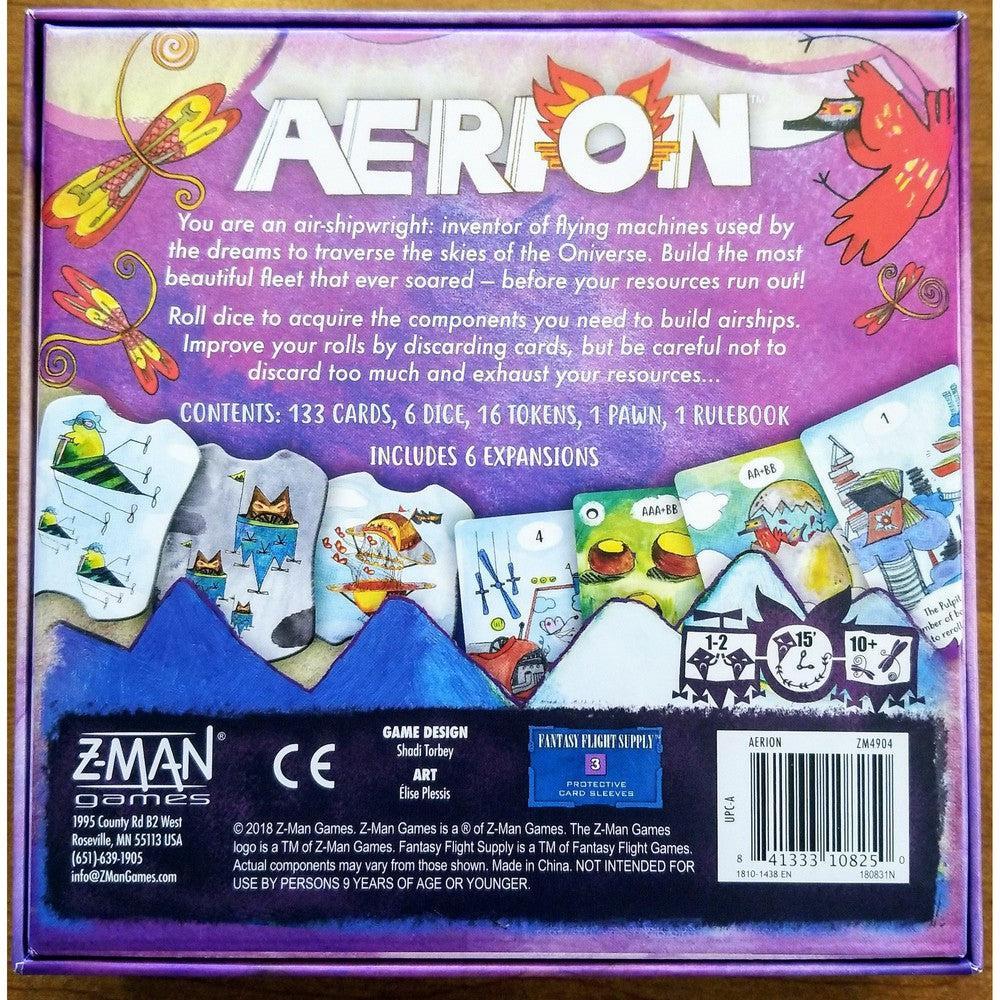 AERION™
You are an air-shipwright: inventor of flying machines used by
the dreams to traverse the skies of the Oniverse. Build the most
beautiful fleet that ever soared – before your resources run out!
Roll dice to acquire the components you need to build airships.
Improve your rolls by discarding cards, but be careful not to
discard too much and exhaust your resources...
CONTENTS: 133 CARDS, 6 DICE, 16 TOKENS, 1 PAWN, 1 RULEBOOK
INCLUDES 6 EXPANSIONS
4
AAA+BB
AA+BB
1
The Pulpit
to reroll
1-2
15'
10+
Z-MAN®
games
1995 County Rd B2 West
Roseville, MN 55113 USA
(651)-639-1905
info@ZManGames.com
CE
GAME DESIGN
Shadi Torbey
ART
Élise Plessis
FANTASY FLIGHT SUPPLY™
3
PROTECTIVE
CARD SLEEVES
© 2018 Z-Man Games. Z-Man Games is a ® of Z-Man Games. The Z-Man Games
logo is a TM of Z-Man Games. Fantasy Flight Supply is a TM of Fantasy Flight Games.
Actual components may vary from those shown. Made in China. NOT INTENDED FOR
USE BY PERSONS 9 YEARS OF AGE OR YOUNGER.
AERION ZM4904
UPC-A
8 41333 10825 0
1810-1438 EN 180831N